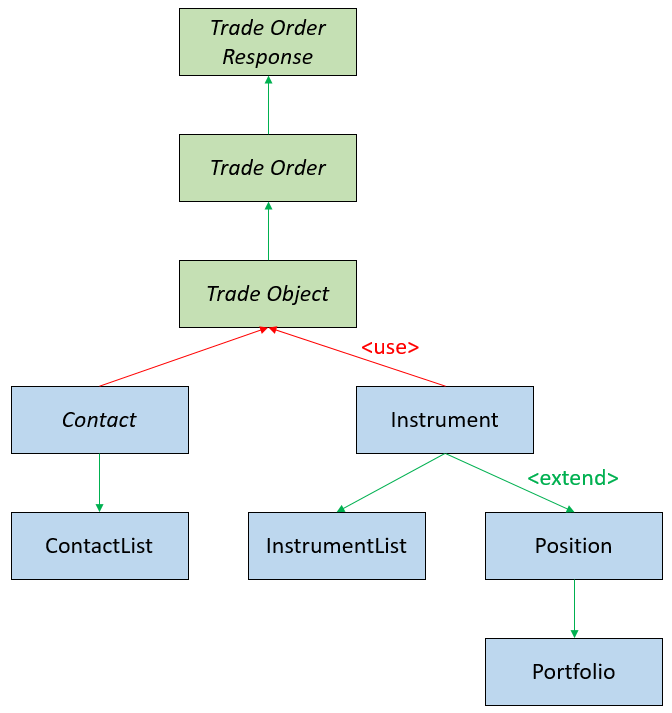 Trade Order
Response
Trade Order
Trade Object
<use>
Contact
Instrument
<extend>
ContactList
InstrumentList
Position
Portfolio